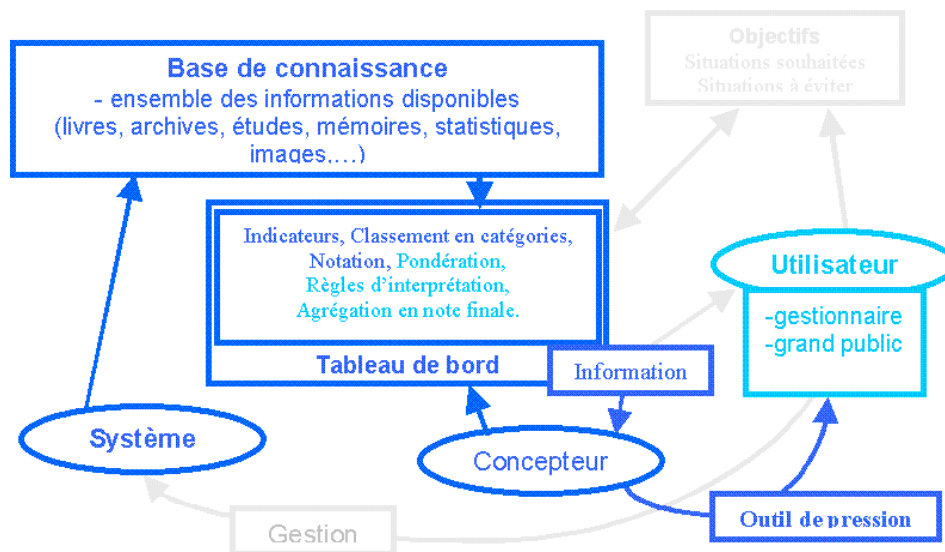 Base de connaissance
- ensemble des informations disponibles
(livres, archives, études, mémoires, statistiques,
images,…)
Objectifs
Situations souhaitées
Situations à éviter
Indicateurs, Classement en catégories,
Notation, Pondération,
Règles d'interprétation,
Agrégation en note finale.
Tableau de bord
Information
Utilisateur
-gestionnaire
-grand public
Système
Concepteur
Outil de pression
Gestion